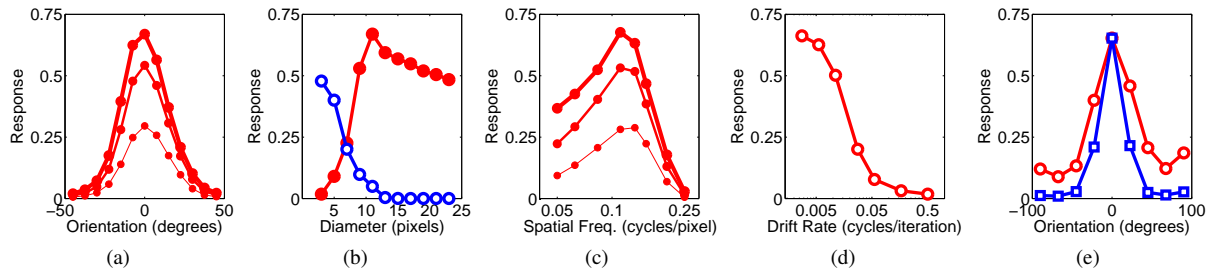 0.75
0.5
0.25
0
Response
−50 0 50
Orientation (degrees)
(a)
0.75
0.5
0.25
0
Response
5 10 15 20 25
Diameter (pixels)
(b)
0.75
0.5
0.25
0
Response
0.05 0.1 0.25
Spatial Freq. (cycles/pixel)
(c)
0.75
0.5
0.25
0
Response
0.005 0.05 0.5
Drift Rate (cycles/iteration)
(d)
0.75
0.5
0.25
0
Response
−100 0 100
Orientation (degrees)
(e)